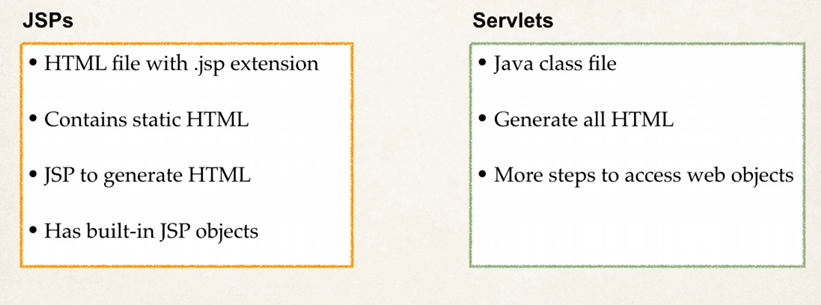 JSPs
• HTML file with .jsp extension
• Contains static HTML
• JSP to generate HTML
• Has built-in JSP objects
Servlets
• Java class file
• Generate all HTML
• More steps to access web objects